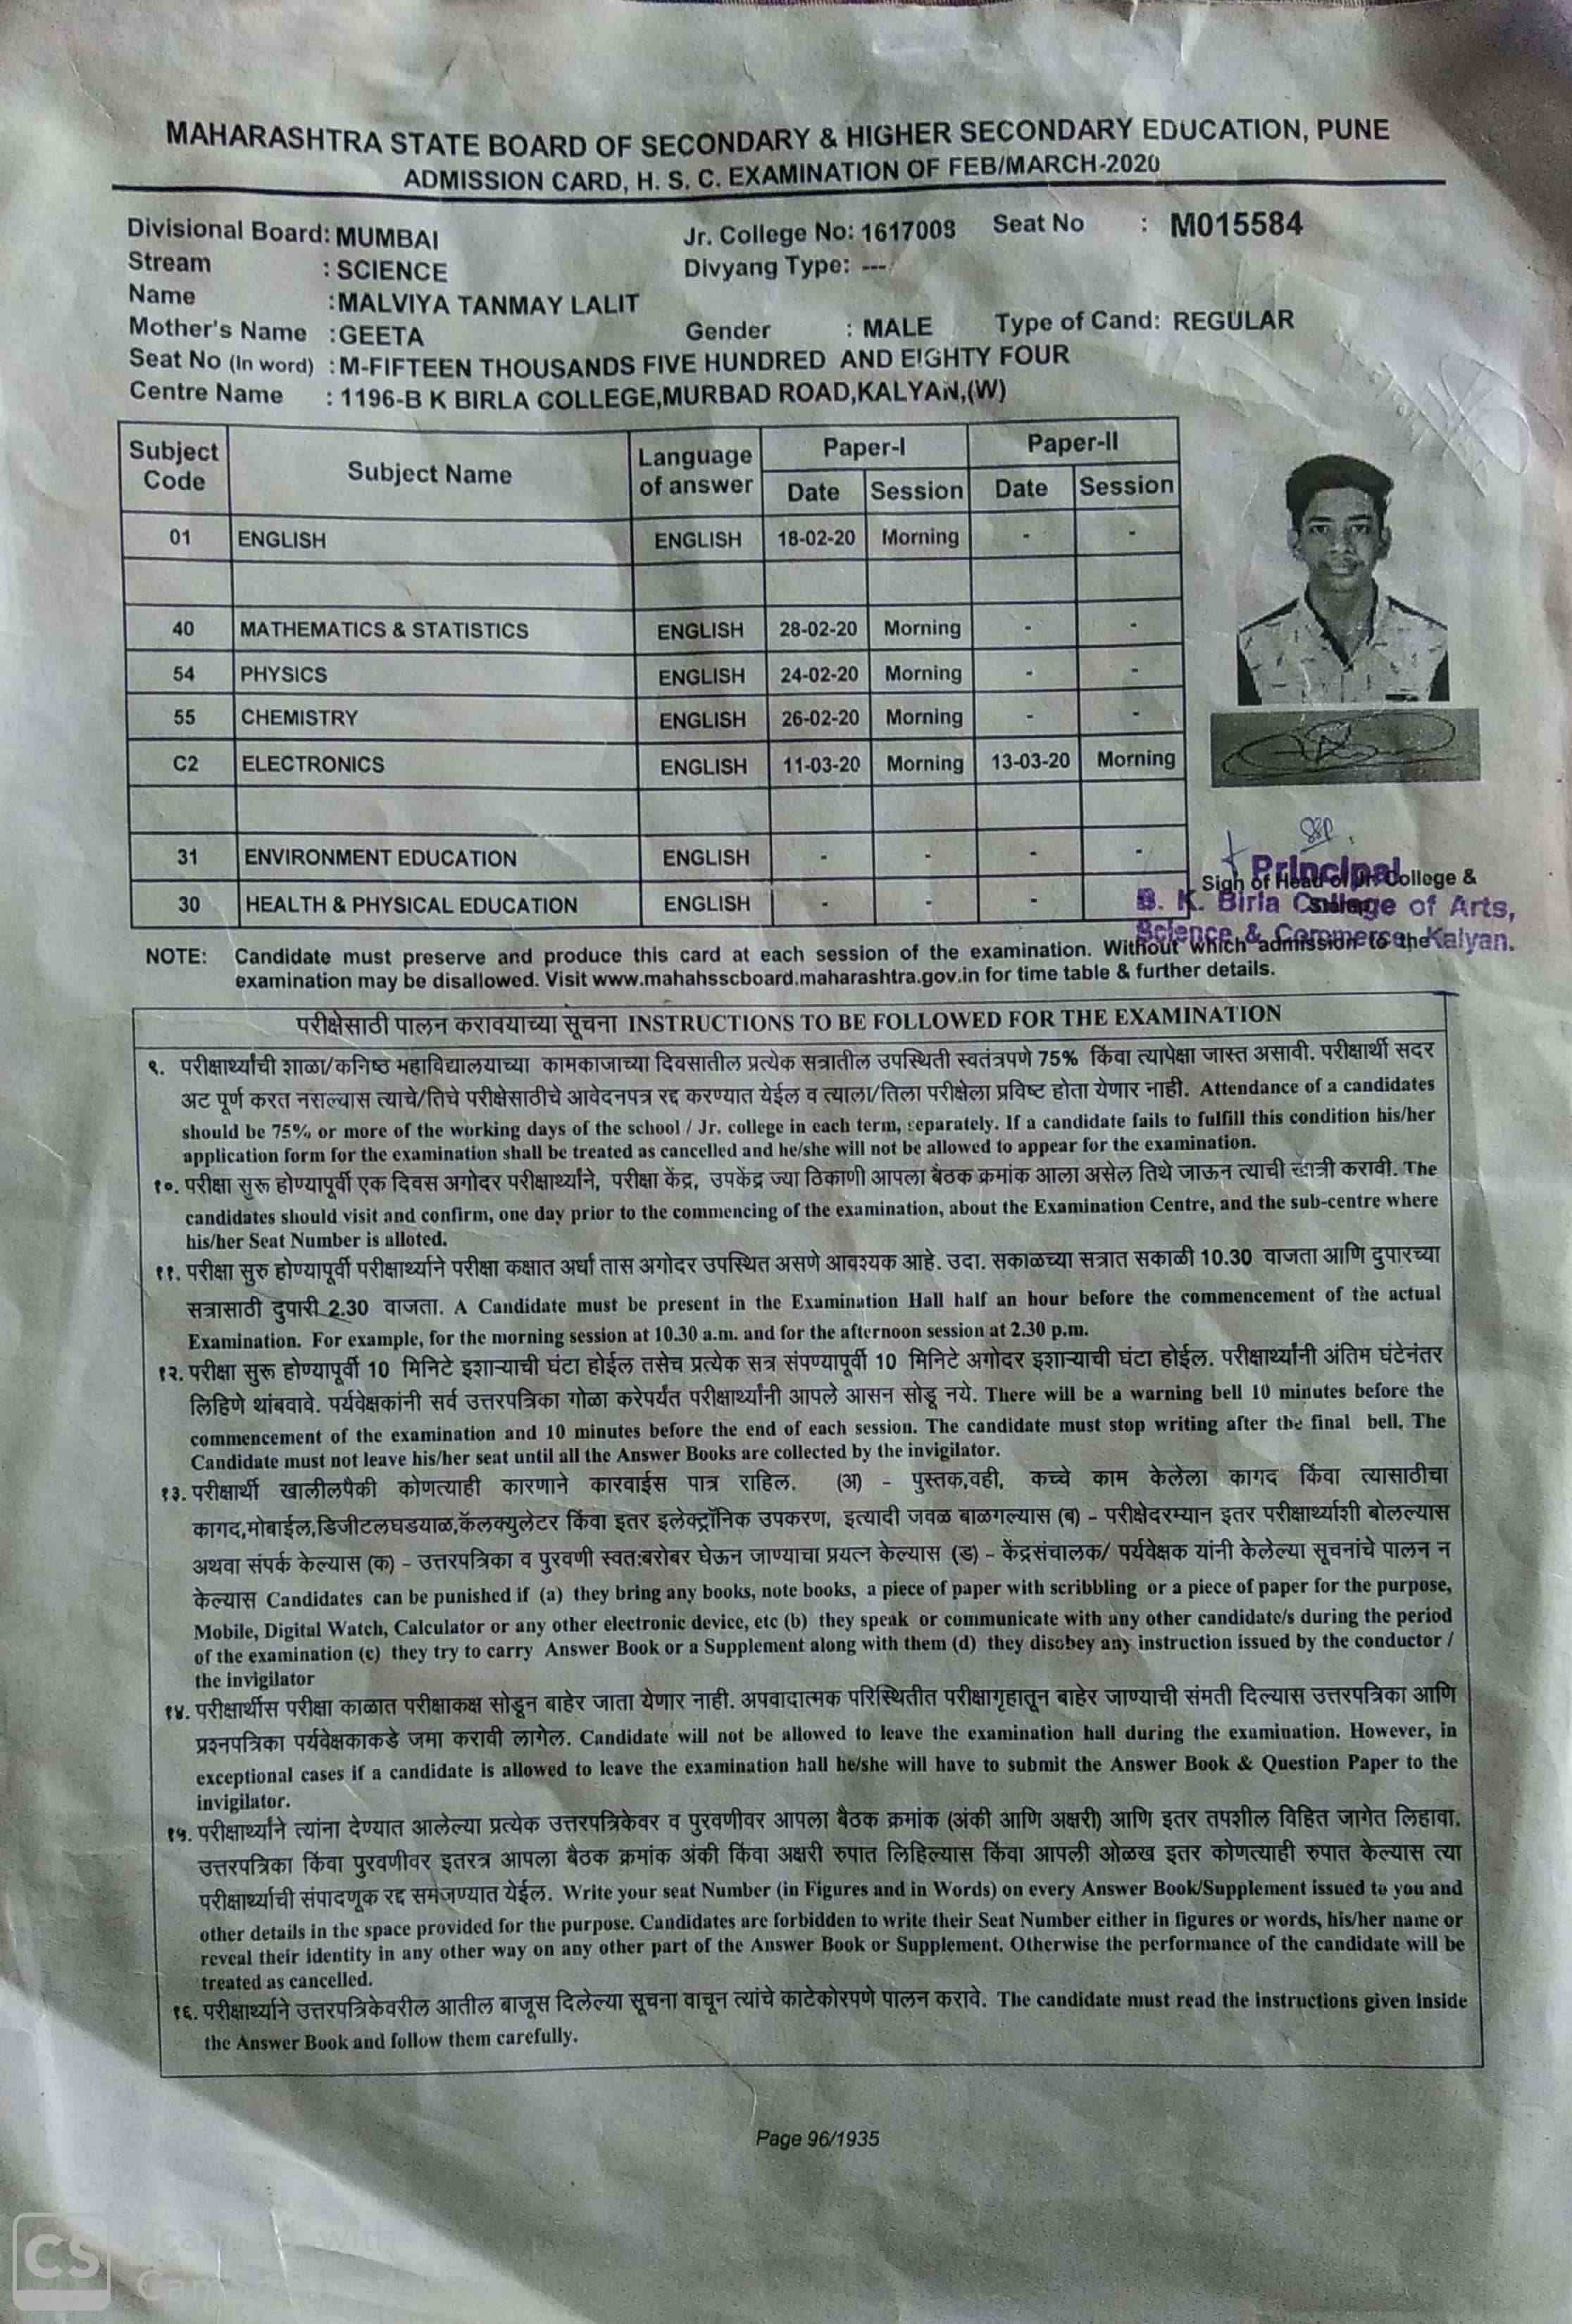 MAHARASHTRA STATE BOARD OF SECONDARY & HIGHER SECONDARY EDUCATION, PUNE
ADMISSION CARD, H. S. C. EXAMINATION OF FEB/MARCH-2020
Divisional Board: MUMBAI Jr. College No: 1617008 Seat No : M015584
Stream : SCIENCE Divyang Type: ---
Name :MALVIYA TANMAY LALIT
Mother's Name :GEETA Gender : MALE Type of Cand: REGULAR
Seat No (In word) :M-FIFTEEN THOUSANDS FIVE HUNDRED AND EIGHTY FOUR
Centre Name : 1196-B K BIRLA COLLEGE,MURBAD ROAD,KALYAN,(W)
Subject Code Subject Name Language of answer Paper-I Paper-II
Date Session Date Session
01 ENGLISH ENGLISH 18-02-20 Morning - -
40 MATHEMATICS & STATISTICS ENGLISH 28-02-20 Morning - -
54 PHYSICS ENGLISH 24-02-20 Morning - -
55 CHEMISTRY ENGLISH 26-02-20 Morning - -
C2 ELECTRONICS ENGLISH 11-03-20 Morning 13-03-20 Morning
31 ENVIRONMENT EDUCATION ENGLISH - - - -
30 HEALTH & PHYSICAL EDUCATION ENGLISH - - -
Principal
Sign of Head of Jr. College &
B. K. Birla College of Arts,
Science & Commerce, Kalyan.
NOTE: Candidate must preserve and produce this card at each session of the examination. Without which admission to the
examination may be disallowed. Visit www.mahahsscboard.maharashtra.gov.in for time table & further details.
परीक्षेसाठी पालन करावयाच्या सूचना INSTRUCTIONS TO BE FOLLOWED FOR THE EXAMINATION
९. परीक्षार्थ्यांची शाळा/कनिष्ठ महाविद्यालयाच्या कामकाजाच्या दिवसातील प्रत्येक सत्रातील उपस्थिती स्वतंत्रपणे 75% किंवा त्यापेक्षा जास्त असावी. परीक्षार्थी सदर
अट पूर्ण करत नसल्यास त्याचे/तिचे परीक्षेसाठीचे आवेदनपत्र रद्द करण्यात येईल व त्याला/तिला परीक्षेला प्रविष्ट होता येणार नाही. Attendance of a candidates
should be 75% or more of the working days of the school / Jr. college in each term, separately. If a candidate fails to fulfill this condition his/her
application form for the examination shall be treated as cancelled and he/she will not be allowed to appear for the examination.
१०. परीक्षा सुरू होण्यापूर्वी एक दिवस अगोदर परीक्षार्थ्याने, परीक्षा केंद्र, उपकेंद्र ज्या ठिकाणी आपला बैठक क्रमांक आला असेल तिथे जाऊन त्याची खात्री करावी. The
candidates should visit and confirm, one day prior to the commencing of the examination, about the Examination Centre, and the sub-centre where
his/her Seat Number is alloted.
११. परीक्षा सुरु होण्यापूर्वी परीक्षार्थ्याने परीक्षा कक्षात अर्धा तास अगोदर उपस्थित असणे आवश्यक आहे. उदा. सकाळच्या सत्रात सकाळी 10.30 वाजता आणि दुपारच्या
सत्रासाठी दुपारी 2.30 वाजता. A Candidate must be present in the Examination Hall half an hour before the commencement of the actual
Examination. For example, for the morning session at 10.30 a.m. and for the afternoon session at 2.30 p.m.
१२. परीक्षा सुरू होण्यापूर्वी 10 मिनिटे इशाऱ्याची घंटा होईल तसेच प्रत्येक सत्र संपण्यापूर्वी 10 मिनिटे अगोदर इशाऱ्याची घंटा होईल. परीक्षार्थ्यांनी अंतिम घंटेनंतर
लिहिणे थांबवावे. पर्यवेक्षकांनी सर्व उत्तरपत्रिका गोळा करेपर्यंत परीक्षार्थ्यांनी आपले आसन सोडू नये. There will be a warning bell 10 minutes before the
commencement of the examination and 10 minutes before the end of each session. The candidate must stop writing after the final bell. The
Candidate must not leave his/her seat until all the Answer Books are collected by the invigilator.
१३. परीक्षार्थी खालीलपैकी कोणत्याही कारणाने कारवाईस पात्र राहिल. (अ) - पुस्तक,वही, कच्चे काम केलेला कागद किंवा त्यासाठीचा
कागद,मोबाईल,डिजीटलघडयाळ,कॅलक्युलेटर किंवा इतर इलेक्ट्रॉनिक उपकरण, इत्यादी जवळ बाळगल्यास (ब) - परीक्षेदरम्यान इतर परीक्षार्थ्याशी बोलल्यास
अथवा संपर्क केल्यास (क) - उत्तरपत्रिका व पुरवणी स्वत:बरोबर घेऊन जाण्याचा प्रयत्न केल्यास (ड) - केंद्रसंचालक/ पर्यवेक्षक यांनी केलेल्या सूचनांचे पालन न
केल्यास Candidates can be punished if (a) they bring any books, note books, a piece of paper with scribbling or a piece of paper for the purpose,
Mobile, Digital Watch, Calculator or any other electronic device, etc (b) they speak or communicate with any other candidate/s during the period
of the examination (c) they try to carry Answer Book or a Supplement along with them (d) they disobey any instruction issued by the conductor /
the invigilator
१४. परीक्षार्थीस परीक्षा काळात परीक्षाकक्ष सोडून बाहेर जाता येणार नाही. अपवादात्मक परिस्थितीत परीक्षागृहातून बाहेर जाण्याची संमती दिल्यास उत्तरपत्रिका आणि
प्रश्नपत्रिका पर्यवेक्षकाकडे जमा करावी लागेल. Candidate will not be allowed to leave the examination hall during the examination. However, in
exceptional cases if a candidate is allowed to leave the examination hall he/she will have to submit the Answer Book & Question Paper to the
invigilator.
१५. परीक्षार्थ्याने त्यांना देण्यात आलेल्या प्रत्येक उत्तरपत्रिकेवर व पुरवणीवर आपला बैठक क्रमांक (अंकी आणि अक्षरी) आणि इतर तपशील विहित जागेत लिहावा.
उत्तरपत्रिका किंवा पुरवणीवर इतरत्र आपला बैठक क्रमांक अंकी किंवा अक्षरी रुपात लिहिल्यास किंवा आपली ओळख इतर कोणत्याही रुपात केल्यास त्या
परीक्षार्थ्याची संपादणूक रद्द समजण्यात येईल. Write your seat Number (in Figures and in Words) on every Answer Book/Supplement issued to you and
other details in the space provided for the purpose. Candidates are forbidden to write their Seat Number either in figures or words, his/her name or
reveal their identity in any other way on any other part of the Answer Book or Supplement. Otherwise the performance of the candidate will be
treated as cancelled.
१६. परीक्षार्थ्याने उत्तरपत्रिकेवरील आतील बाजूस दिलेल्या सूचना वाचून त्यांचे काटेकोरपणे पालन करावे. The candidate must read the instructions given inside
the Answer Book and follow them carefully.
Page 96/1935
CS